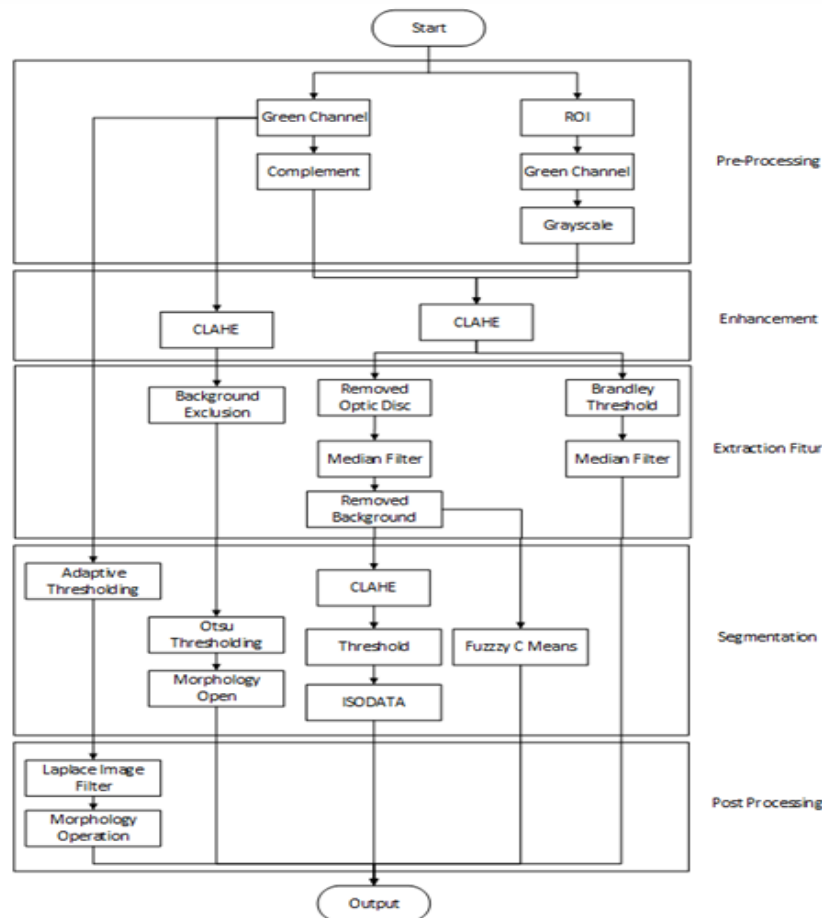 Start
Green Channel
ROI
Complement
Green Channel
Grayscale
Pre-Processing
CLAHE
CLAHE
Enhancement
Background
Exclusion
Removed
Optic Disc
Brandley
Threshold
Median Filter
Median Filter
Removed
Background
Extraction Fitur
Adaptive
Thresholding
CLAHE
Otsu
Thresholding
Threshold
Fuzzzy C Means
Morphology
Open
ISODATA
Segmentation
Laplace Image
Filter
Morphology
Operation
Post Processing
Output